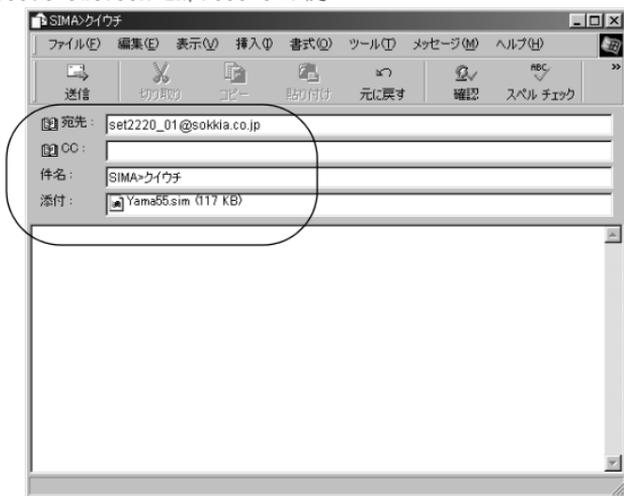 SIMA>クイウチ
ファイル(F) 編集(E) 表示(V) 挿入(I) 書式(O) ツール(T) メッセージ(M) ヘルプ(H)
送信 切り取り コピー 貼り付け 元に戻す 確認 スペル チェック
宛先: set2220_01@sokkia.co.jp
CC:
件名: SIMA>クイウチ
添付: Yama55.sim (117 KB)